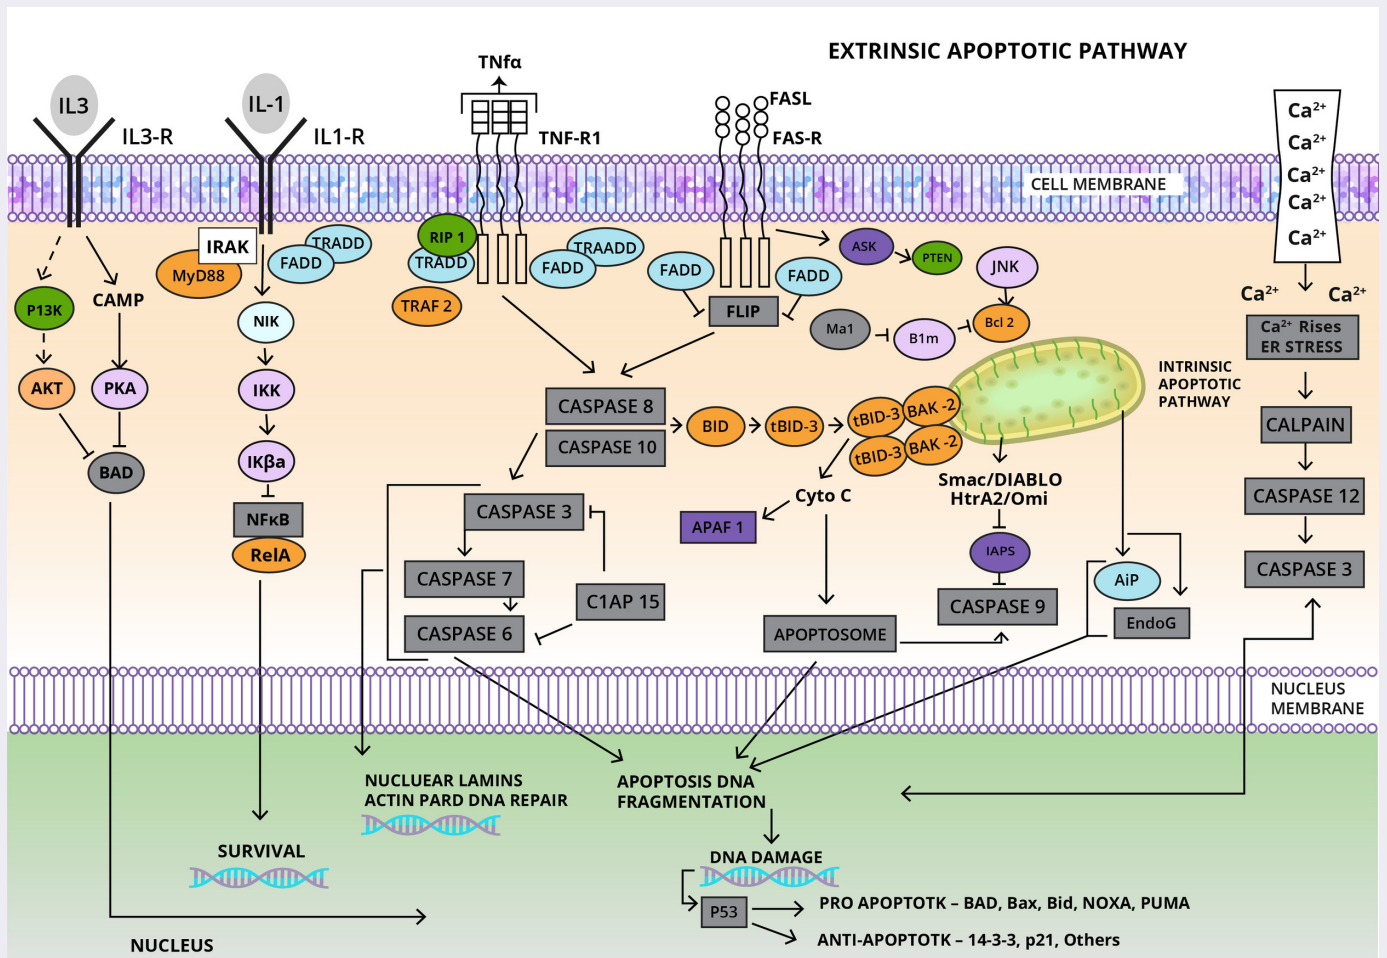 EXTRINSIC APOPTOTIC PATHWAY
TNfα
IL3
IL-1
FASL
Ca²⁺
IL3-R
IL1-R
TNF-R1
FAS-R
Ca²⁺
Ca²⁺
CELL MEMBRANE
Ca²⁺
Ca²⁺
RIP 1
IRAK
TRADD
TRAADD
ASK
PTEN
MyD88
FADD
TRADD
FADD
FADD
FADD
JNK
P13K
CAMP
TRAF 2
FLIP
Ca²⁺
Ca²⁺
NIK
Ma1
B1m
Bcl 2
Ca²⁺ Rises
ER STRESS
INTRINSIC
APOPTOTIC
PATHWAY
AKT
PKA
IKK
CASPASE 8
BID
tBID-3
tBID-3
BAK -2
CALPAIN
CASPASE 10
tBID-3
BAK -2
BAD
IKβa
Cyto C
Smac/DIABLO
HtrA2/Omi
CASPASE 12
NFκB
CASPASE 3
APAF 1
RelA
IAPS
CASPASE 3
CASPASE 7
C1AP 15
CASPASE 9
AiP
CASPASE 6
APOPTOSOME
EndoG
NUCLEUS
MEMBRANE
NUCLUEAR LAMINS
ACTIN PARD DNA REPAIR
APOPTOSIS DNA
FRAGMENTATION
SURVIVAL
DNA DAMAGE
P53
PRO APOPTOTK – BAD, Bax, Bid, NOXA, PUMA
ANTI-APOPTOTK – 14-3-3, p21, Others
NUCLEUS